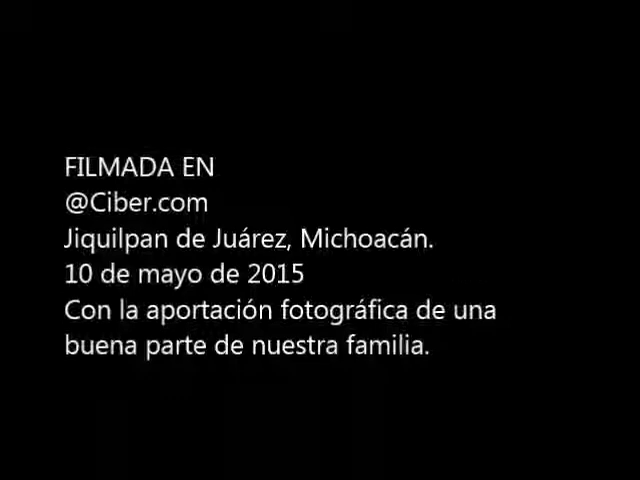 FILMADA EN
@Ciber.com
Jiquilpan de Juárez, Michoacán.
10 de mayo de 2015
Con la aportación fotográfica de una
buena parte de nuestra familia.